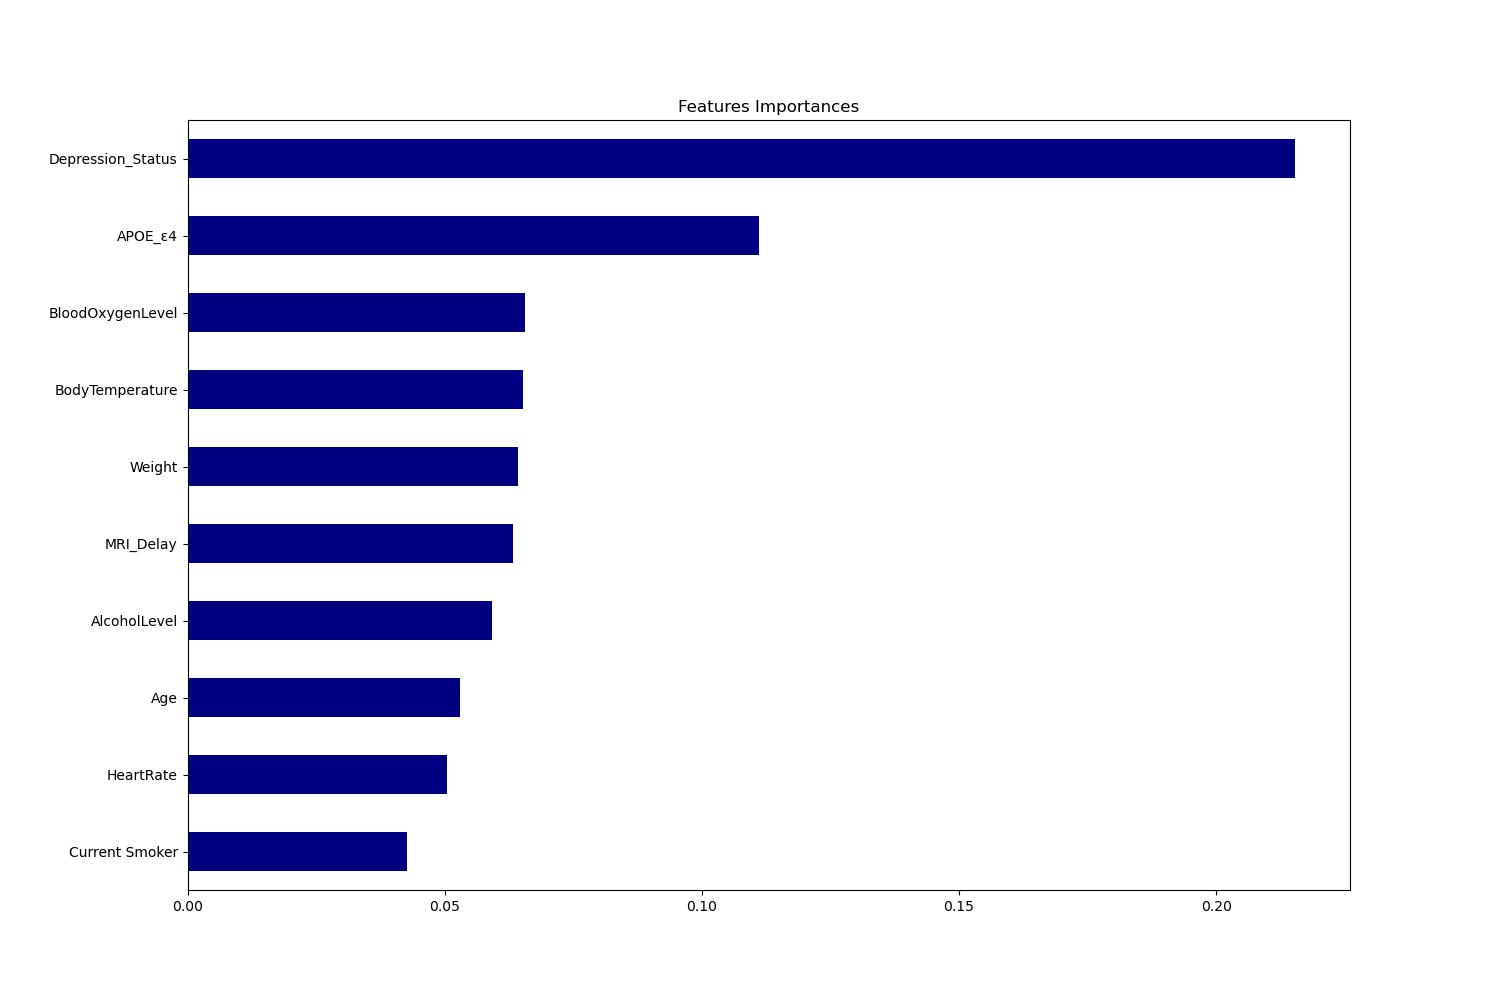 Features Importances
Depression_Status
APOE_ε4
BloodOxygenLevel
BodyTemperature
Weight
MRI_Delay
AlcoholLevel
Age
HeartRate
Current Smoker
0.00 0.05 0.10 0.15 0.20